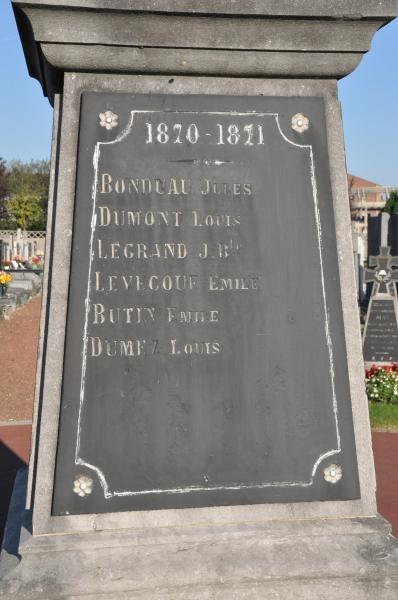 1870-1871
BONDUAU JULES
DUMONT LOUIS
LEGRAND J.Bte
LEVECQUE EMILE
BUTIN EMILE
DUMEZ LOUIS